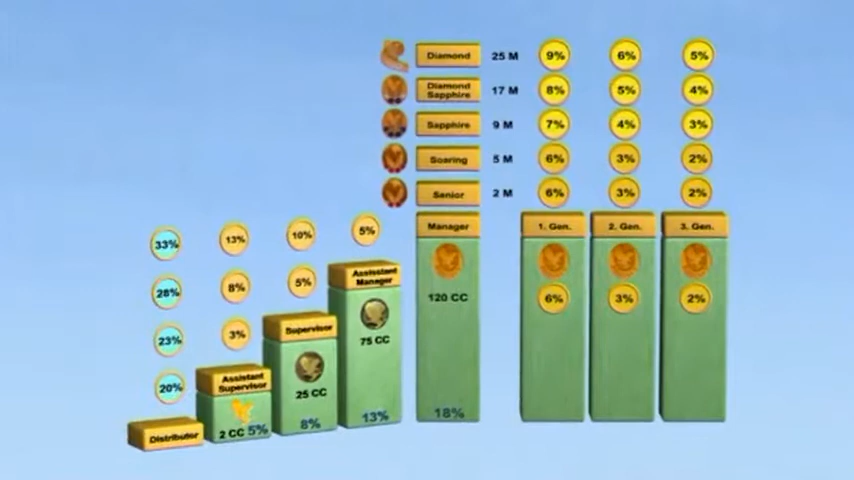 Diamond 25 M 9% 6% 5%
Diamond
Sapphire 17 M 8% 5% 4%
Sapphire 9 M 7% 4% 3%
Soaring 5 M 6% 3% 2%
Senior 2 M 6% 3% 2%
Manager 1. Gen. 2. Gen. 3. Gen.
33% 13% 10% 5%
28% 8% 5%
Assistant
Manager
120 CC 6% 3% 2%
23% 3%
Supervisor
75 CC
20%
Assistant
Supervisor
25 CC
Distributor
2 CC 5% 8% 13% 18%